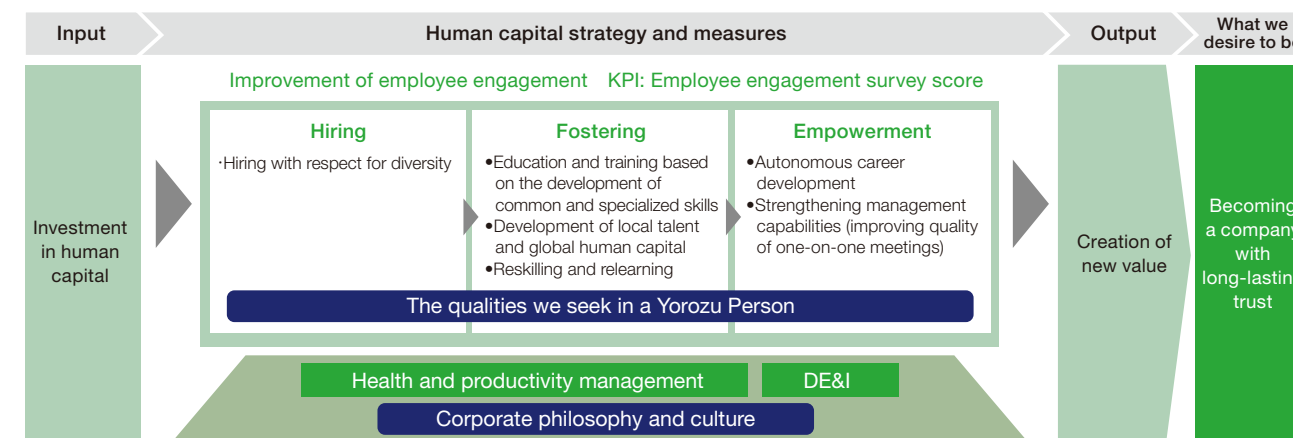 Input
Human capital strategy and measures
Output
What we
desire to be
Improvement of employee engagement KPI: Employee engagement survey score
Investment
in human
capital
Hiring
·Hiring with respect for diversity
Fostering
•Education and training based
on the development of
common and specialized skills
•Development of local talent
and global human capital
•Reskilling and relearning
Empowerment
•Autonomous career
development
•Strengthening management
capabilities (improving quality
of one-on-one meetings)
The qualities we seek in a Yorozu Person
Health and productivity management
DE&I
Corporate philosophy and culture
Creation of
new value
Becoming
a company
with
long-lasting
trust